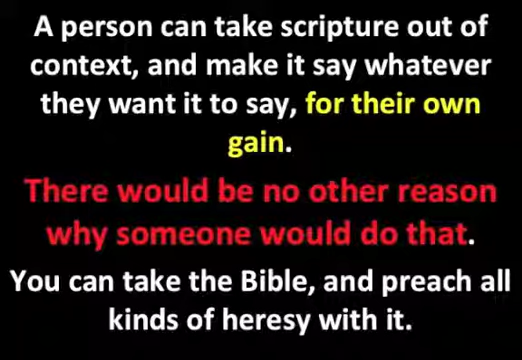 A person can take scripture out of
context, and make it say whatever
they want it to say, for their own
gain.
There would be no other reason
why someone would do that.
You can take the Bible, and preach all
kinds of heresy with it.